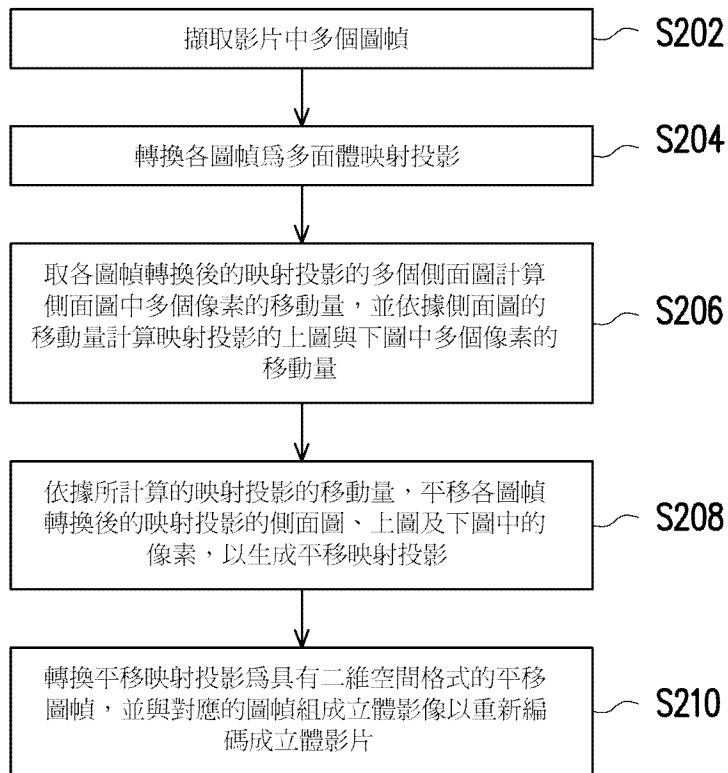 擷取影片中多個圖幀
S202
轉換各圖幀爲多面體映射投影
S204
取各圖幀轉換後的映射投影的多個側面圖計算
側面圖中多個像素的移動量，並依據側面圖的
移動量計算映射投影的上圖與下圖中多個像素的
移動量
S206
依據所計算的映射投影的移動量，平移各圖幀
轉換後的映射投影的側面圖、上圖及下圖中的
像素，以生成平移映射投影
S208
轉換平移映射投影爲具有二維空間格式的平移
圖幀，並與對應的圖幀組成立體影像以重新編
碼成立體影片
S210